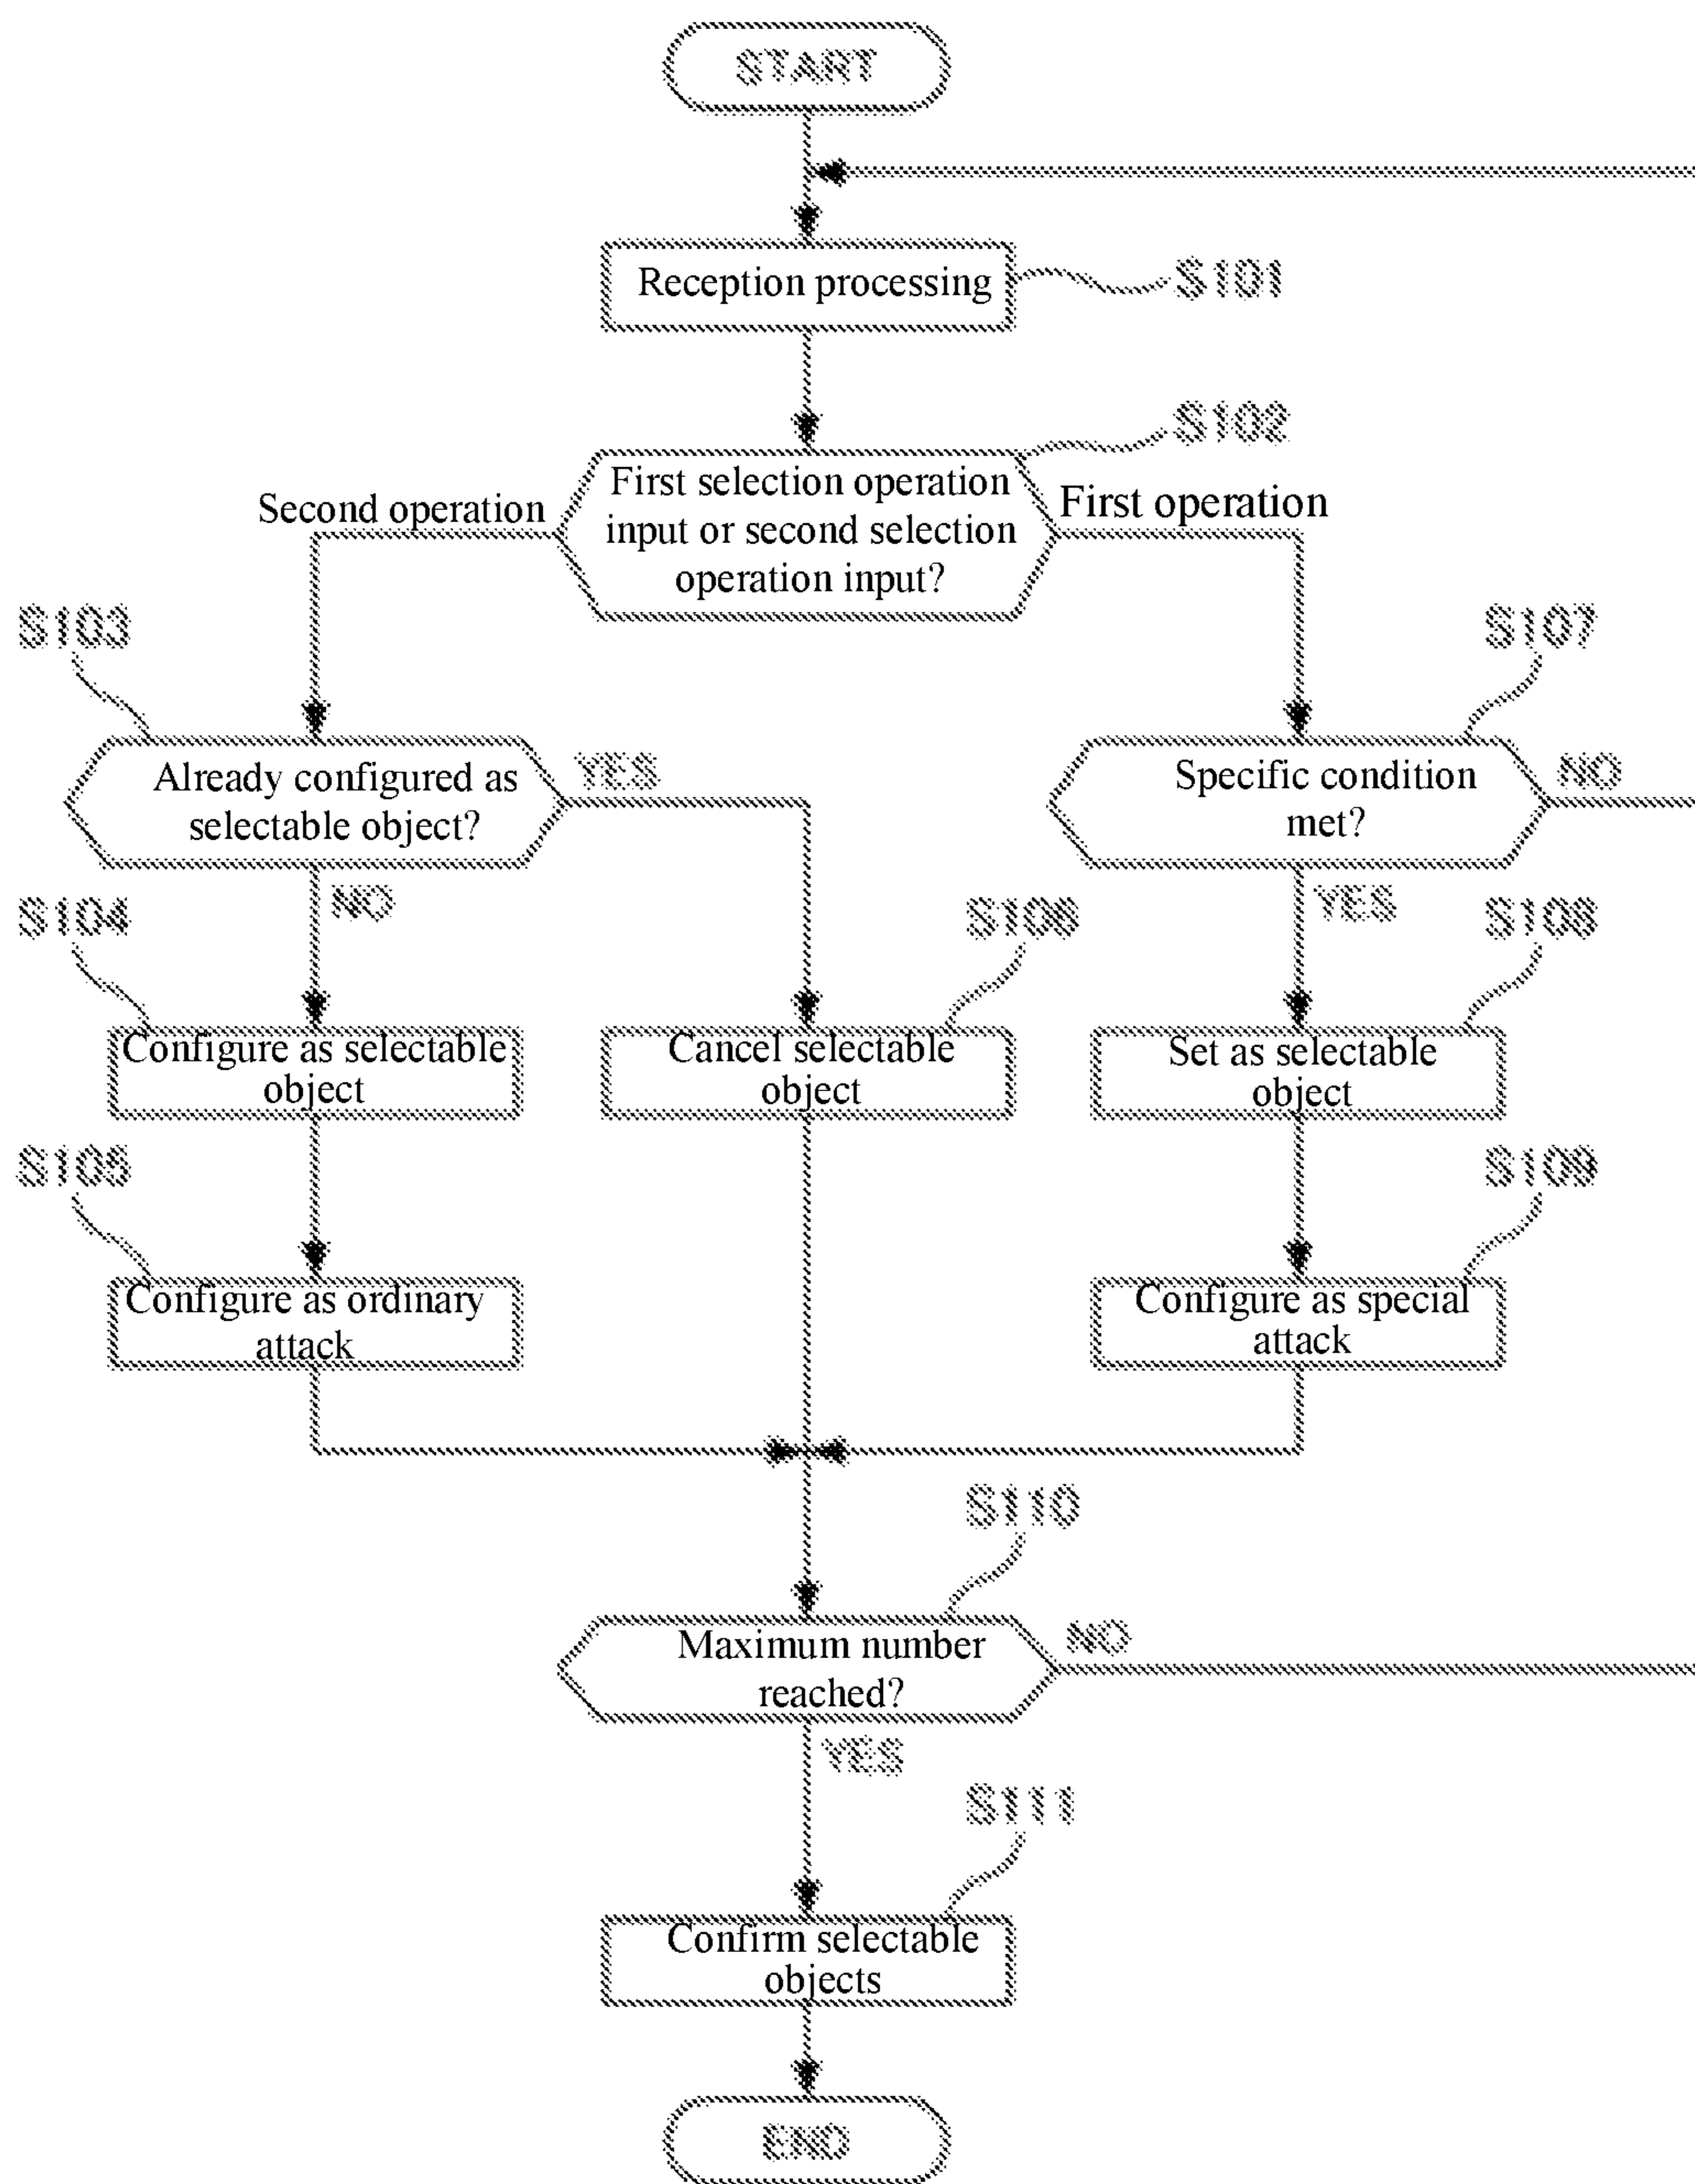 START
Reception processing
S101
S102
First selection operation
input or second selection
operation input?
Second operation
First operation
S103
S107
Already configured as
selectable object?
YES
Specific condition
met?
NO
NO
YES
S104
S106
S108
Configure as selectable
object
Cancel selectable
object
Set as selectable
object
S105
S109
Configure as ordinary
attack
Configure as special
attack
S110
Maximum number
reached?
NO
YES
S111
Confirm selectable
objects
END